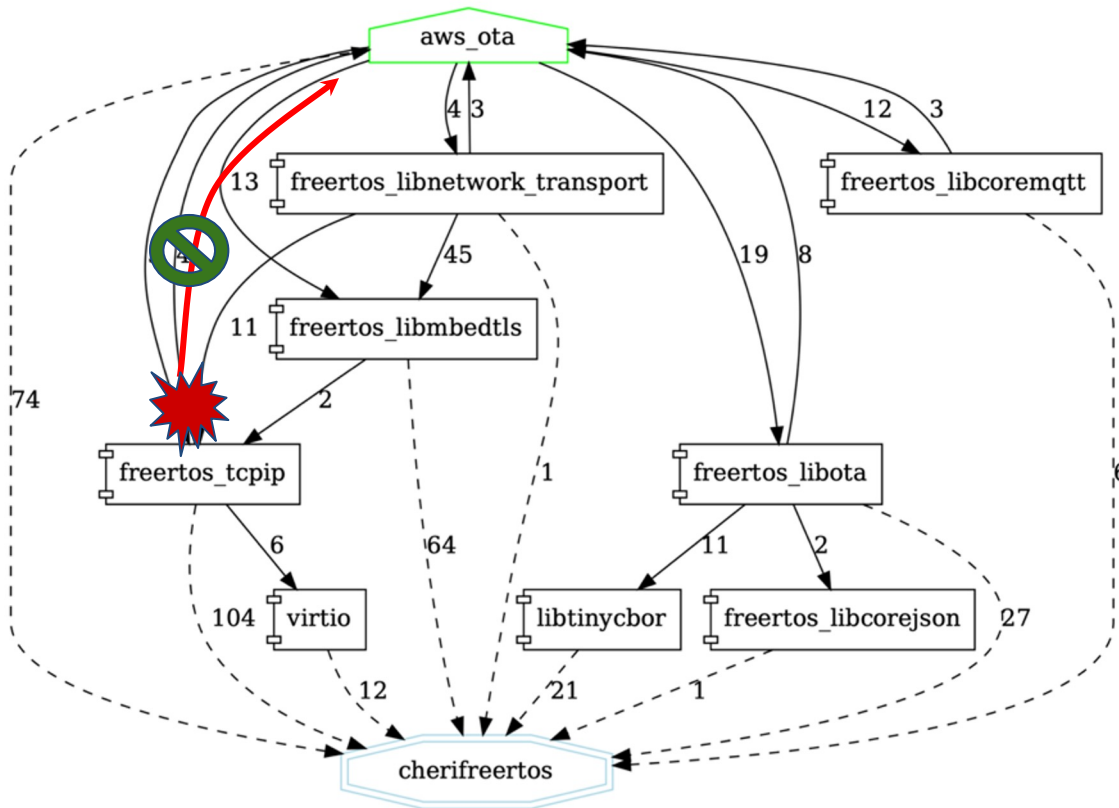 aws_ota
4
3
12
3
freertos_libnetwork_transport
freertos_libcoremqtt
13
4
45
19
8
freertos_libmbedtls
11
74
2
freertos_tcpip
1
freertos_libota
6
64
11
2
104
virtio
libtinycbor
freertos_libcorejson
27
12
21
1
cherifreertos